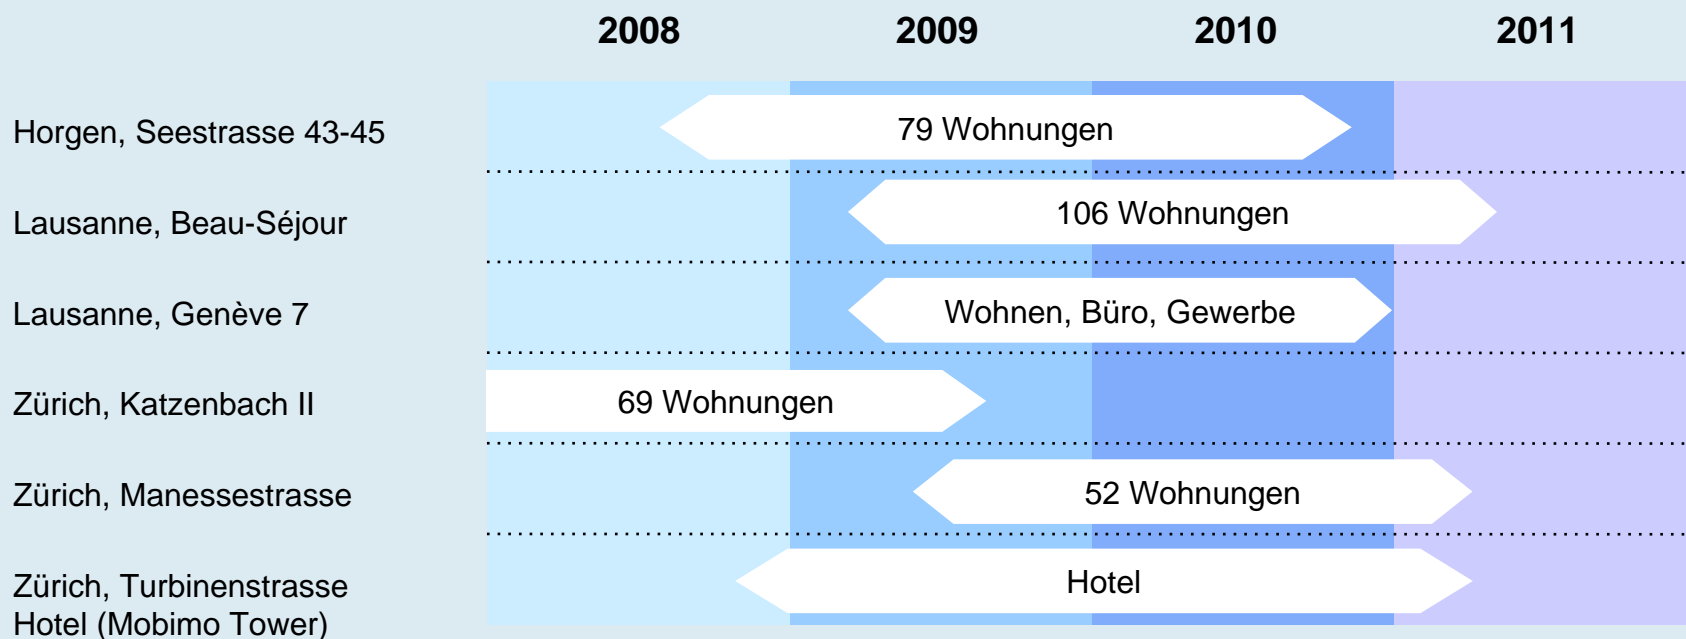 2008 2009 2010 2011
Horgen, Seestrasse 43-45 79 Wohnungen
Lausanne, Beau-Séjour 106 Wohnungen
Lausanne, Genève 7 Wohnen, Büro, Gewerbe
Zürich, Katzenbach II 69 Wohnungen
Zürich, Manessestrasse 52 Wohnungen
Zürich, Turbinenstrasse Hotel
Hotel (Mobimo Tower)